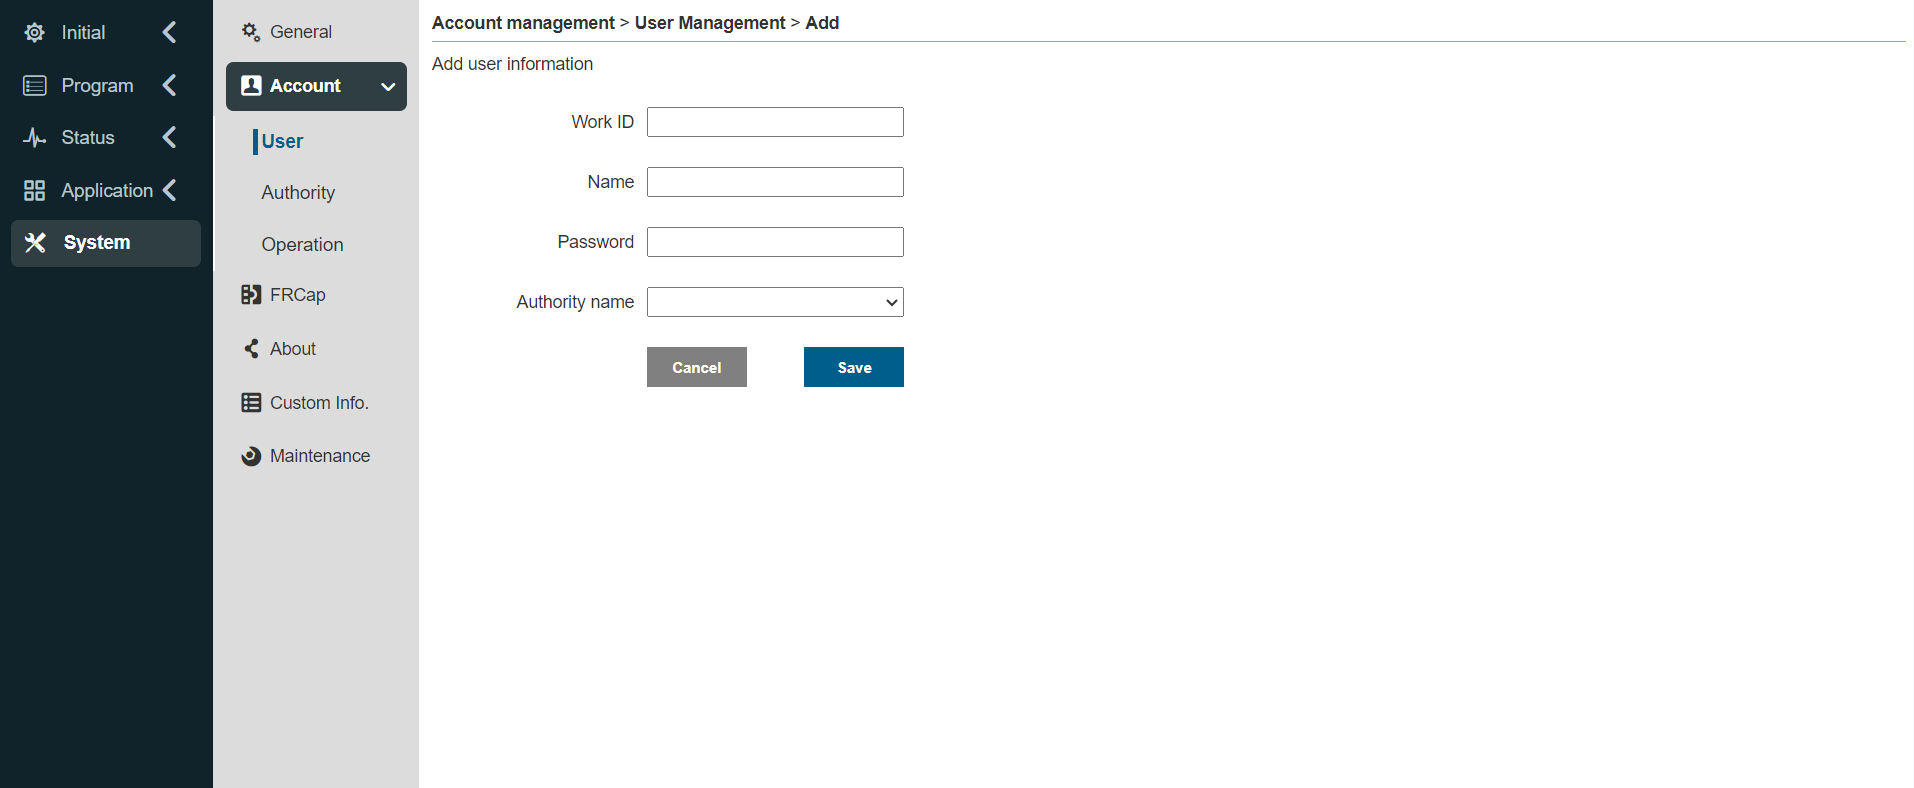 Initial
Program
Status
Application
System
General
Account
User
Authority
Operation
FRCap
About
Custom Info.
Maintenance
Account management > User Management > Add
Add user information
Work ID
Name
Password
Authority name
Cancel Save